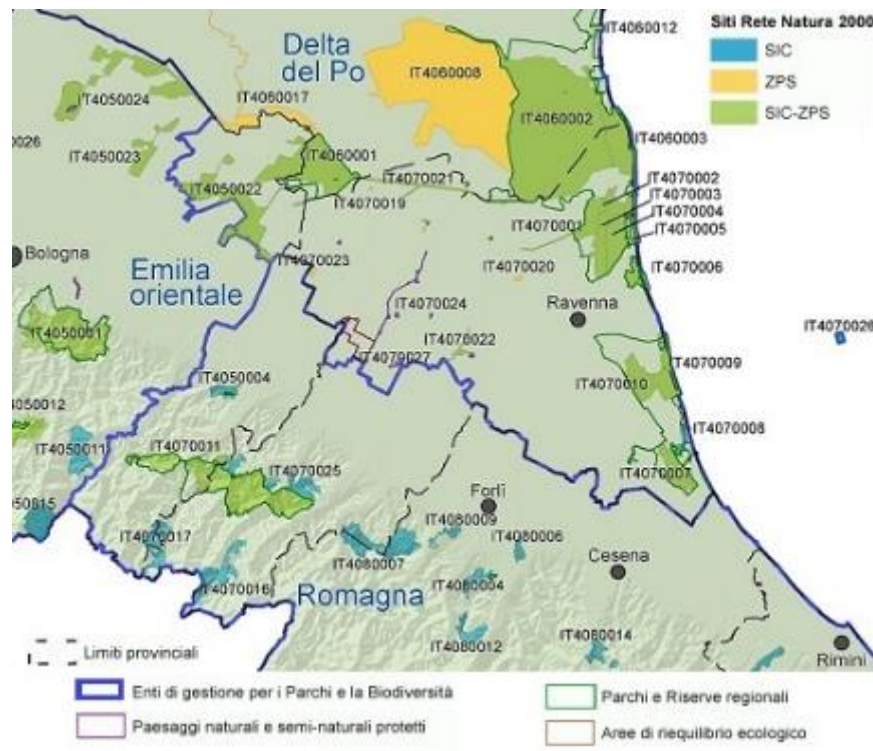 Siti Rete Natura 2000
SIC
ZPS
SIC-ZPS
Delta
del Po
IT4060012
IT4060008
IT4050024
IT4060017
IT4060002
IT4060003
IT4050023
IT4060001
IT4070002
IT4070021
IT4070003
IT4050022
IT4070019
IT4070004
IT4070001
IT4070005
Bologna
IT4070023
IT4070006
Emilia
orientale
IT4070020
IT4070024
Ravenna
IT4070026
IT4050001
IT4070022
IT4070027
IT4070009
IT4050004
IT4070010
4050012
IT4050011
IT4070011
IT4070008
IT4070025
IT4070007
Forlì
IT4080009
IT4070017
IT4080006
Cesena
IT4080007
IT4070016
IT4080004
Romagna
IT4080012
IT4080014
Rimini
Limiti provinciali
Enti di gestione per i Parchi e la Biodiversità
Parchi e Riserve regionali
Paesaggi naturali e semi-naturali protetti
Aree di riequilibrio ecologico